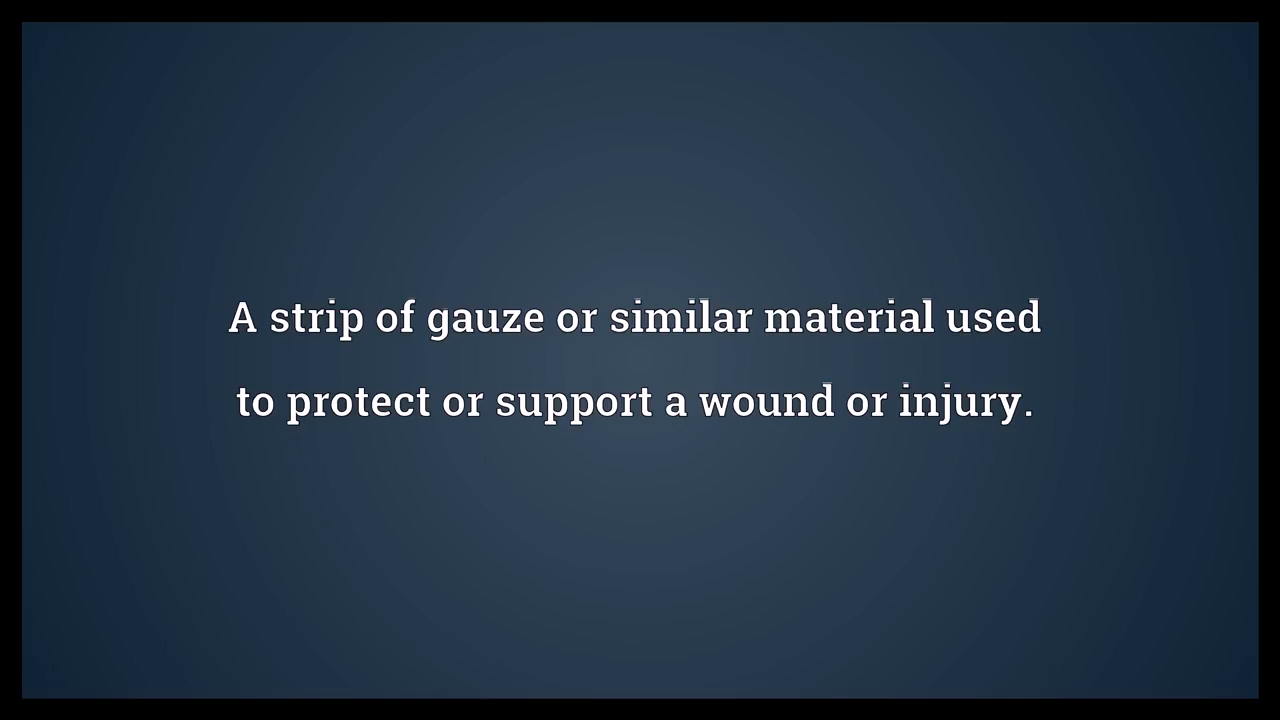 A strip of gauze or similar material used
to protect or support a wound or injury.